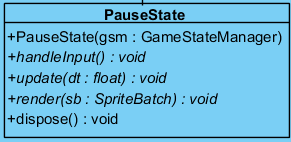 PauseState
+PauseState(gsm : GameStateManager)
+handleInput() : void
+update(dt : float) : void
+render(sb : SpriteBatch) : void
+dispose() : void